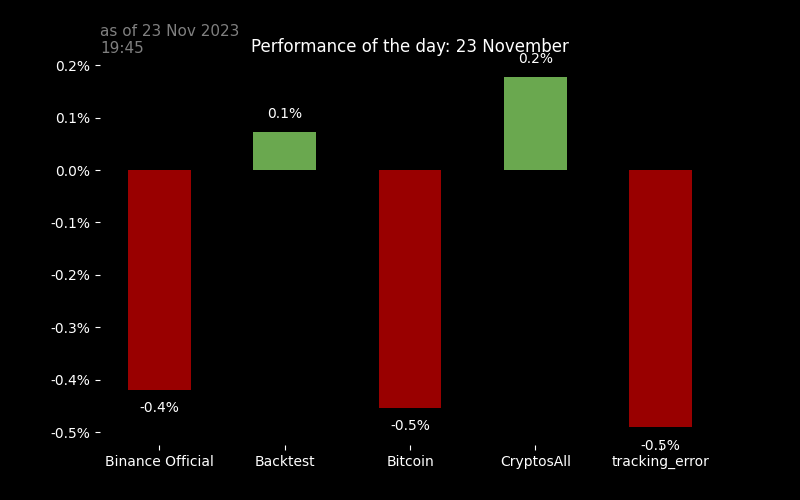 as of 23 Nov 2023
19:45
Performance of the day: 23 November
0.2%
0.1%
0.0%
-0.1%
-0.2%
-0.3%
-0.4%
-0.5%
-0.4%
0.1%
-0.5%
0.2%
-0.5%
Binance Official
Backtest
Bitcoin
CryptosAll
tracking_error